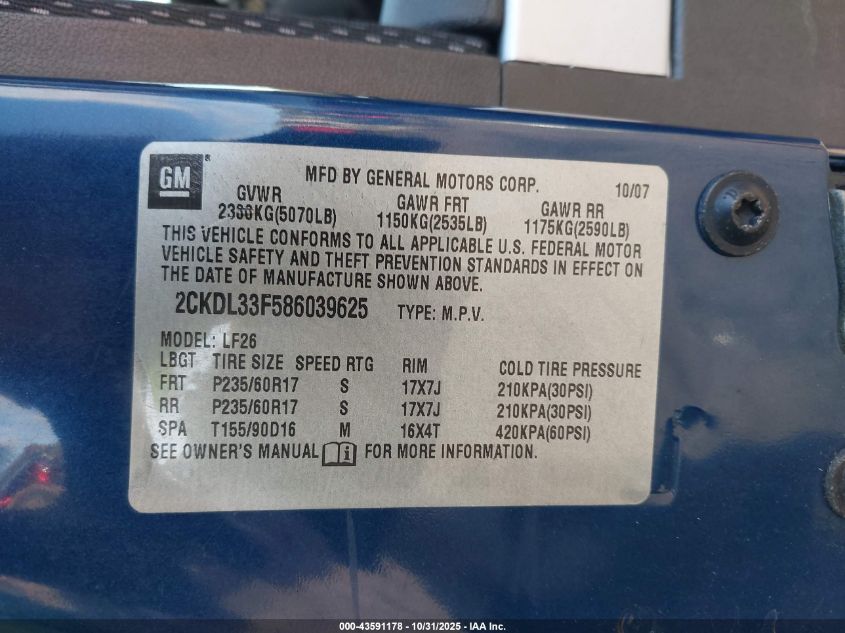 GM ®
MFD BY GENERAL MOTORS CORP. 10/07
GVWR GAWR FRT GAWR RR
2300KG(5070LB) 1150KG(2535LB) 1175KG(2590LB)
THIS VEHICLE CONFORMS TO ALL APPLICABLE U.S. FEDERAL MOTOR
VEHICLE SAFETY AND THEFT PREVENTION STANDARDS IN EFFECT ON
THE DATE OF MANUFACTURE SHOWN ABOVE.
2CKDL33F586039625 TYPE: M.P.V.
MODEL: LF26
LBGT TIRE SIZE SPEED RTG RIM COLD TIRE PRESSURE
FRT P235/60R17 S 17X7J 210KPA(30PSI)
RR P235/60R17 S 17X7J 210KPA(30PSI)
SPA T155/90D16 M 16X4T 420KPA(60PSI)
SEE OWNER'S MANUAL i FOR MORE INFORMATION.
000-43591178 - 10/31/2025 - IAA Inc.